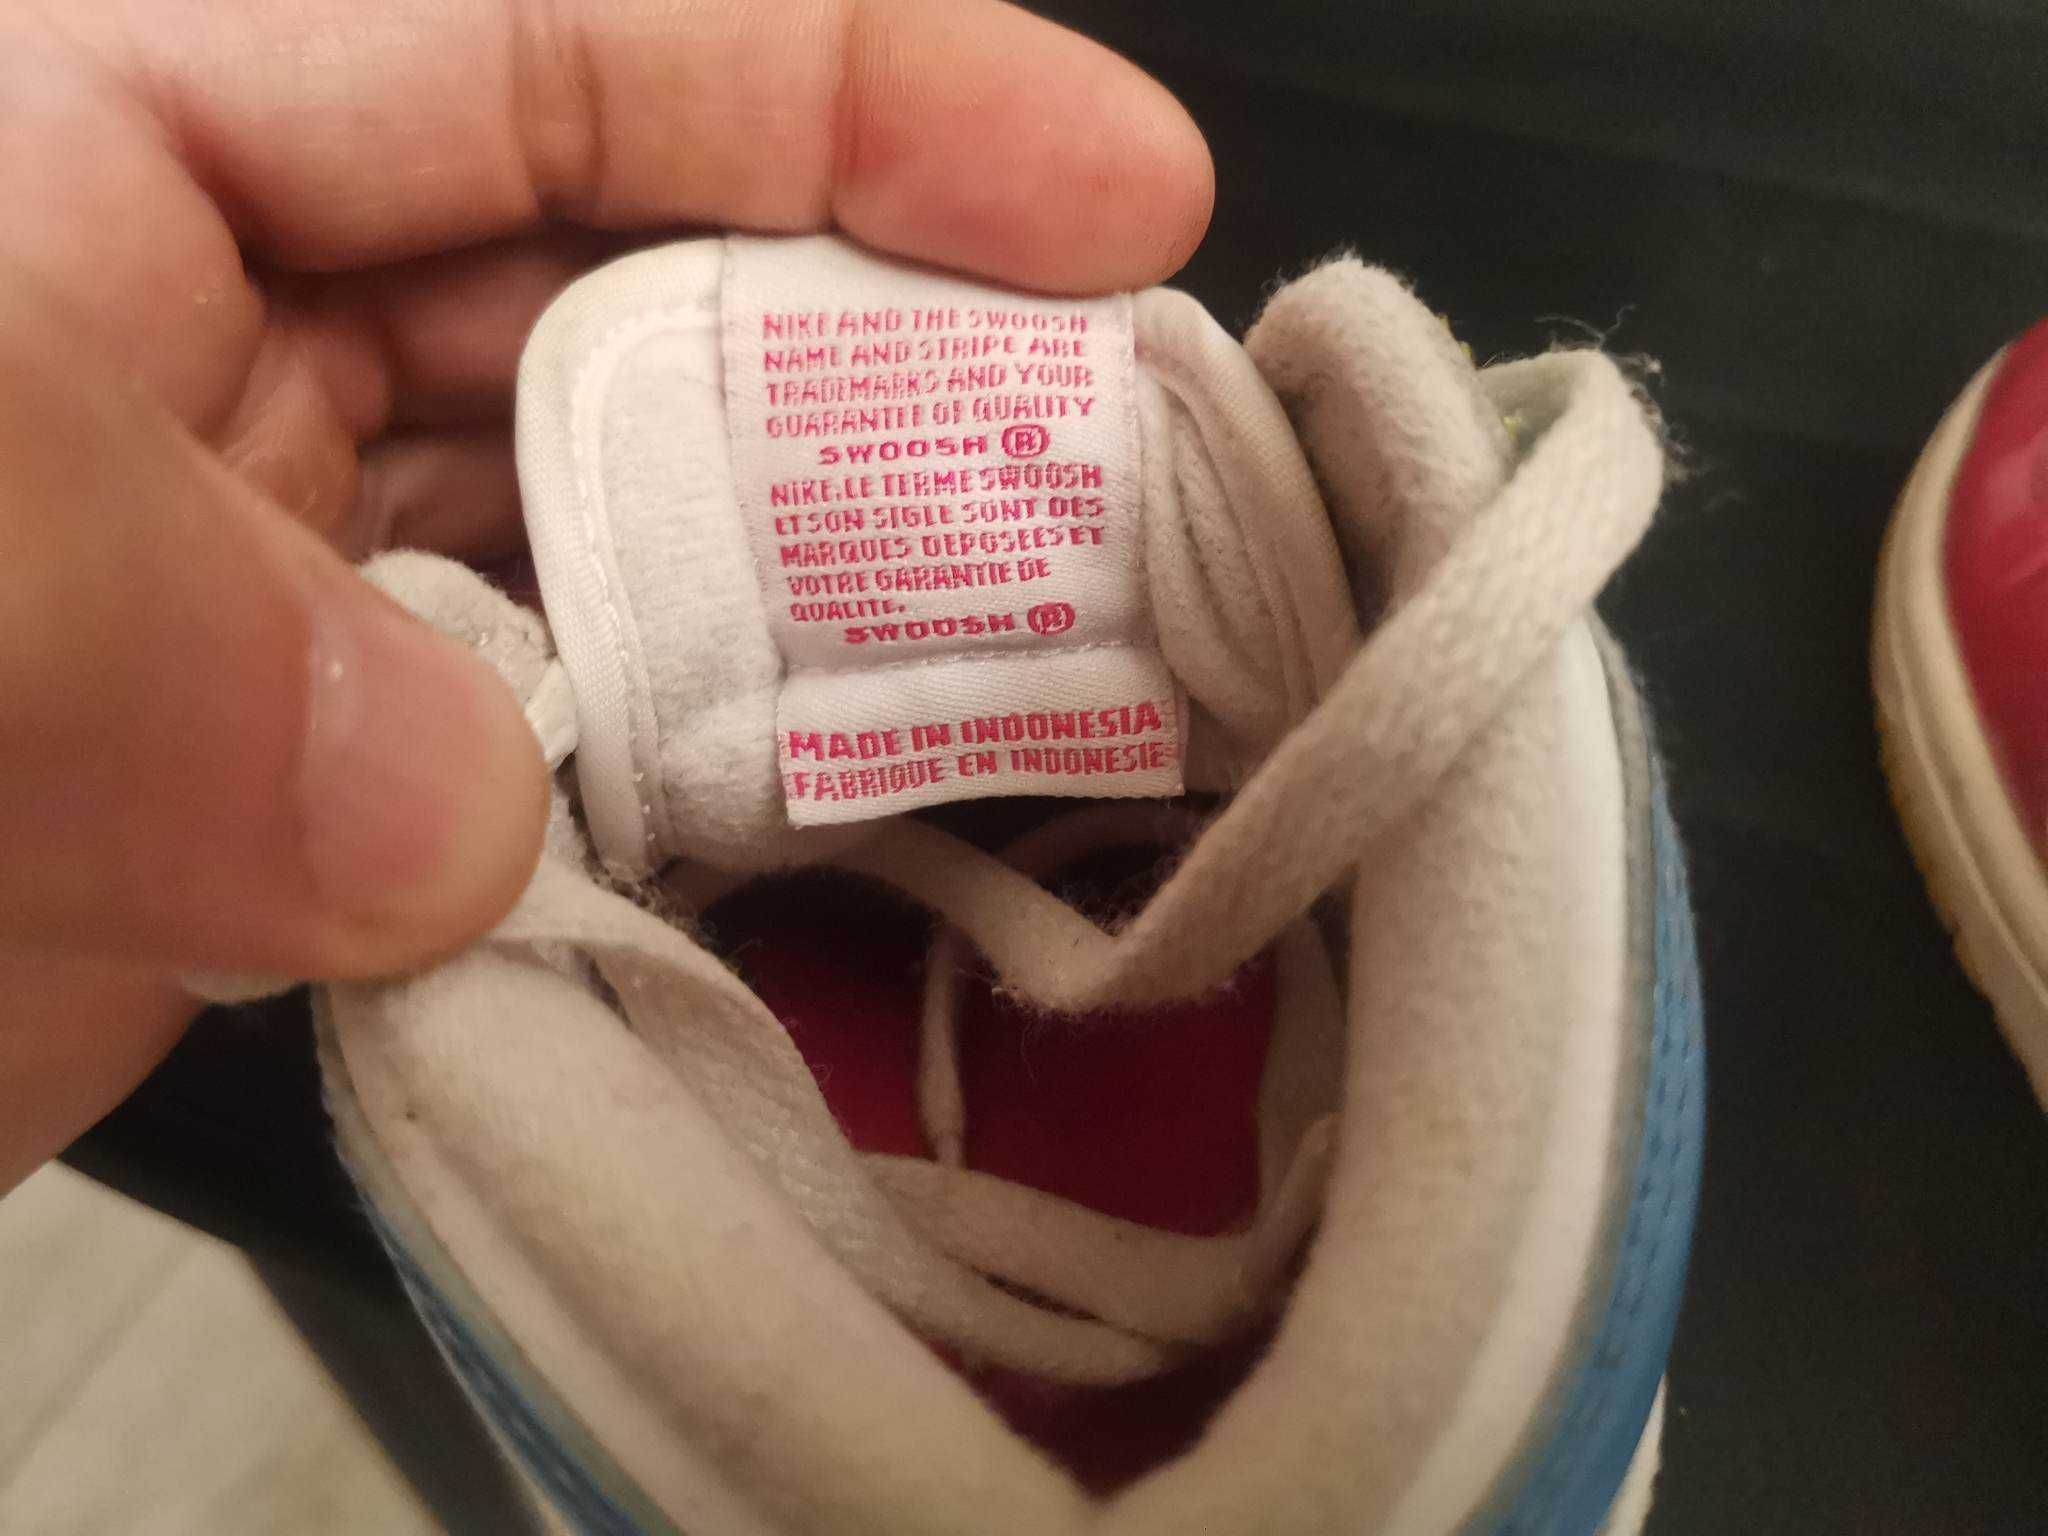 NIKE AND THE SWOOSH
NAME AND STRIPE ARE
TRADEMARKS AND YOUR
GUARANTEE OF QUALITY
SWOOSH ®
NIKE, LE TERME SWOOSH
ET SON SIGLE SONT DES
MARQUES DEPOSEES ET
VOTRE GARANTIE DE
QUALITE.
SWOOSH ®
MADE IN INDONESIA
FABRIQUE EN INDONESIE